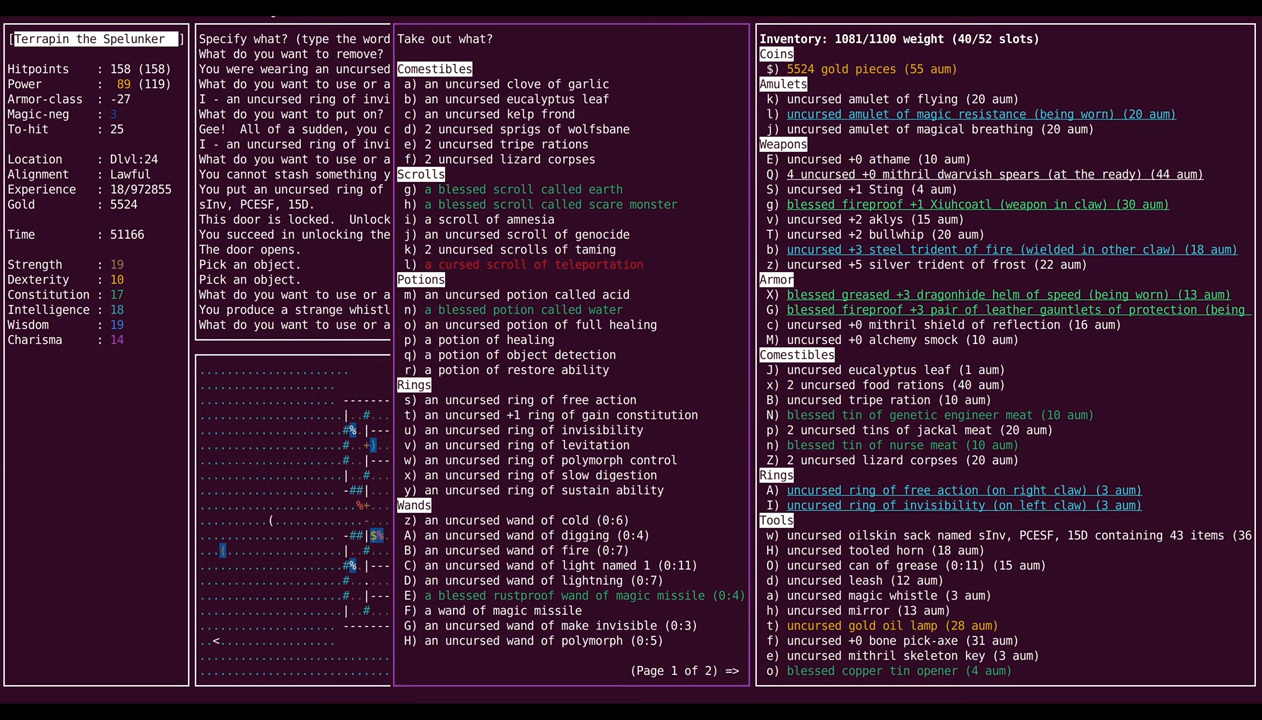 [Terrapin the Spelunker ]
Hitpoints : 158 (158)
Power : 89 (119)
Armor-class : -27
Magic-neg : 3
To-hit : 25
Location : Dlvl:24
Alignment : Lawful
Experience : 18/972855
Gold : 5524
Time : 51166
Strength : 19
Dexterity : 10
Constitution : 17
Intelligence : 18
Wisdom : 19
Charisma : 14
Specify what? (type the word
What do you want to remove?
You were wearing an uncursed
What do you want to use or a
I - an uncursed ring of invi
What do you want to put on?
Gee! All of a sudden, you c
I - an uncursed ring of invi
What do you want to use or a
You cannot stash something y
What do you want to use or a
You put an uncursed ring of
sInv, PCESF, 15D.
This door is locked. Unlock
You succeed in unlocking the
The door opens.
Pick an object.
Pick an object.
What do you want to use or a
You produce a strange whistl
What do you want to use or a
Take out what?
Comestibles
a) an uncursed clove of garlic
b) an uncursed eucalyptus leaf
c) an uncursed kelp frond
d) 2 uncursed sprigs of wolfsbane
e) 2 uncursed tripe rations
f) 2 uncursed lizard corpses
Scrolls
g) a blessed scroll called earth
h) a blessed scroll called scare monster
i) a scroll of amnesia
j) an uncursed scroll of genocide
k) 2 uncursed scrolls of taming
l) a cursed scroll of teleportation
Potions
m) an uncursed potion called acid
n) a blessed potion called water
o) an uncursed potion of full healing
p) a potion of healing
q) a potion of object detection
r) a potion of restore ability
Rings
s) an uncursed ring of free action
t) an uncursed +1 ring of gain constitution
u) an uncursed ring of invisibility
v) an uncursed ring of levitation
w) an uncursed ring of polymorph control
x) an uncursed ring of slow digestion
y) an uncursed ring of sustain ability
Wands
z) an uncursed wand of cold (0:6)
A) an uncursed wand of digging (0:4)
B) an uncursed wand of fire (0:7)
C) an uncursed wand of light named 1 (0:11)
D) an uncursed wand of lightning (0:7)
E) a blessed rustproof wand of magic missile (0:4)
F) a wand of magic missile
G) an uncursed wand of make invisible (0:3)
H) an uncursed wand of polymorph (0:5)
(Page 1 of 2) =>
Inventory: 1081/1100 weight (40/52 slots)
Coins
$) 5524 gold pieces (55 aum)
Amulets
k) uncursed amulet of flying (20 aum)
l) uncursed amulet of magic resistance (being worn) (20 aum)
j) uncursed amulet of magical breathing (20 aum)
Weapons
E) uncursed +0 athame (10 aum)
Q) 4 uncursed +0 mithril dwarvish spears (at the ready) (44 aum)
S) uncursed +1 Sting (4 aum)
g) blessed fireproof +1 Xiuhcoatl (weapon in claw) (30 aum)
v) uncursed +2 aklys (15 aum)
T) uncursed +2 bullwhip (20 aum)
b) uncursed +3 steel trident of fire (wielded in other claw) (18 aum)
z) uncursed +5 silver trident of frost (22 aum)
Armor
X) blessed greased +3 dragonhide helm of speed (being worn) (13 aum)
G) blessed fireproof +3 pair of leather gauntlets of protection (being
c) uncursed +0 mithril shield of reflection (16 aum)
M) uncursed +0 alchemy smock (10 aum)
Comestibles
J) uncursed eucalyptus leaf (1 aum)
x) 2 uncursed food rations (40 aum)
B) uncursed tripe ration (10 aum)
N) blessed tin of genetic engineer meat (10 aum)
p) 2 uncursed tins of jackal meat (20 aum)
n) blessed tin of nurse meat (10 aum)
Z) 2 uncursed lizard corpses (20 aum)
Rings
A) uncursed ring of free action (on right claw) (3 aum)
I) uncursed ring of invisibility (on left claw) (3 aum)
Tools
w) uncursed oilskin sack named sInv, PCESF, 15D containing 43 items (36
H) uncursed tooled horn (18 aum)
O) uncursed can of grease (0:11) (15 aum)
d) uncursed leash (12 aum)
a) uncursed magic whistle (3 aum)
h) uncursed mirror (13 aum)
t) uncursed gold oil lamp (28 aum)
f) uncursed +0 bone pick-axe (31 aum)
e) uncursed mithril skeleton key (3 aum)
o) blessed copper tin opener (4 aum)